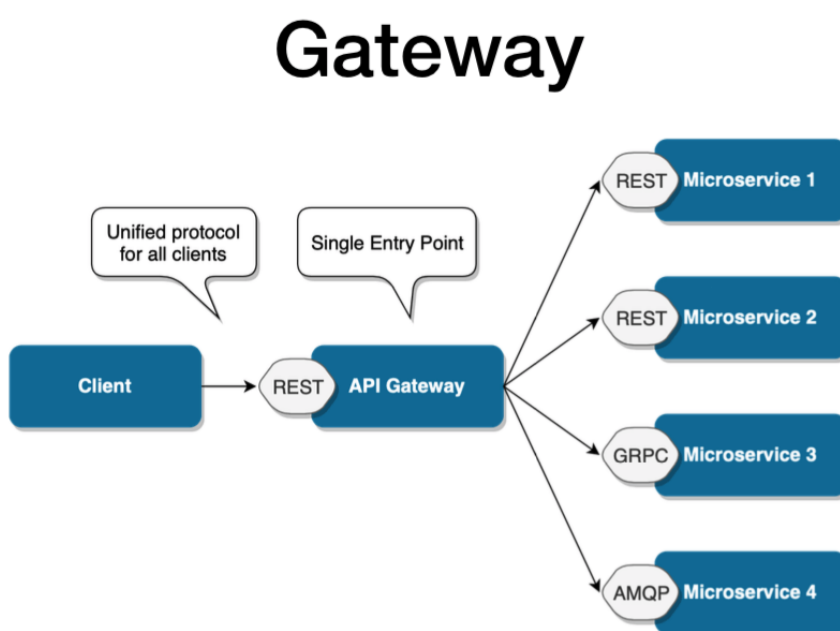 Gateway
Unified protocol
for all clients
Single Entry Point
Client
REST
API Gateway
REST
Microservice 1
REST
Microservice 2
GRPC
Microservice 3
AMQP
Microservice 4